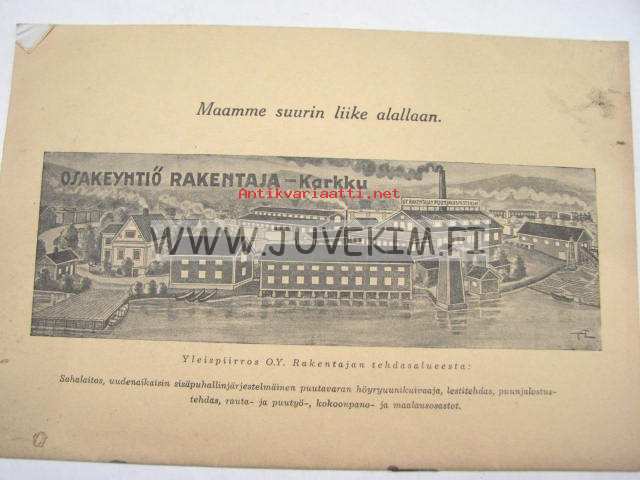 Maamme suurin liike alallaan.
OSAKEYHTIÖ RAKENTAJA – Karkku
Antikvariaatti.net
WWW.JUVEKIM.FI
Yleispiirros O.Y. Rakentajan tehdasalueesta:
Sahalaitos, uudenaikaisin sisäpuhallinjärjestelmäinen puutavaran höyryuunikuivaaja, lestitehdas, puunjalostus-
tehdas, rauta- ja puutyö-, kokoonpano- ja maalausosastot.